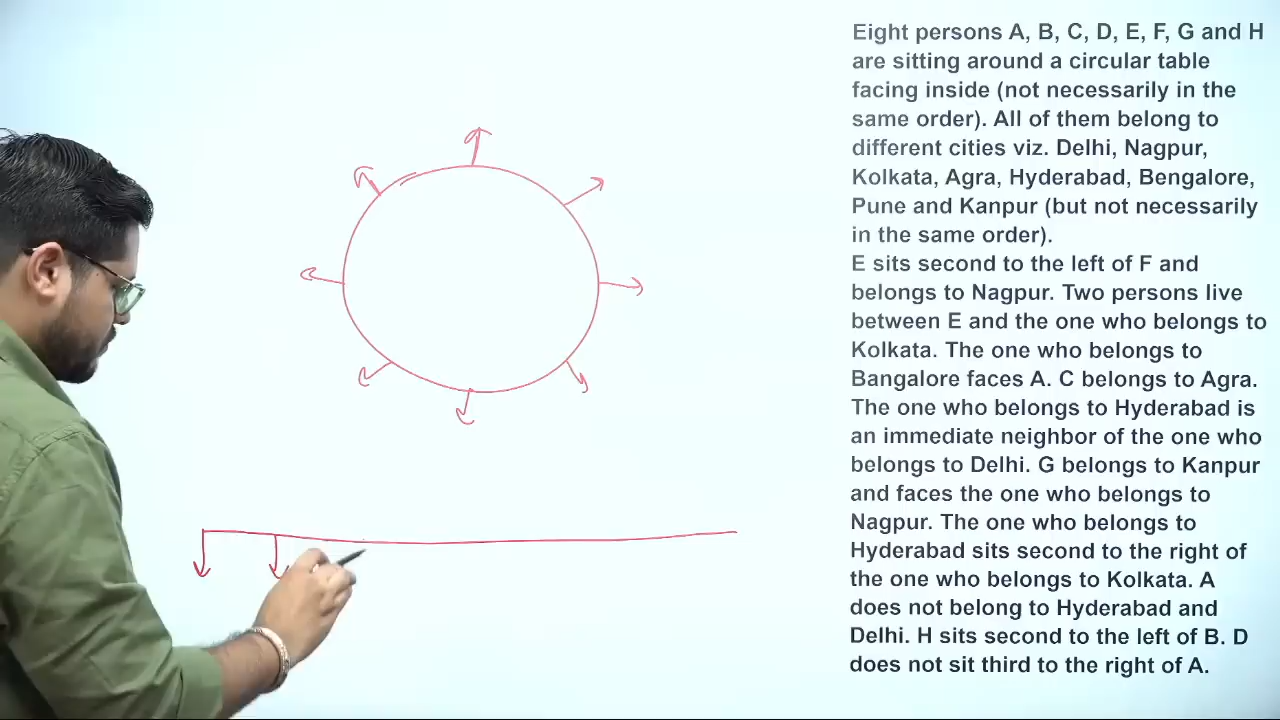 Eight persons A, B, C, D, E, F, G and H
are sitting around a circular table
facing inside (not necessarily in the
same order). All of them belong to
different cities viz. Delhi, Nagpur,
Kolkata, Agra, Hyderabad, Bengalore,
Pune and Kanpur (but not necessarily
in the same order).
E sits second to the left of F and
belongs to Nagpur. Two persons live
between E and the one who belongs to
Kolkata. The one who belongs to
Bangalore faces A. C belongs to Agra.
The one who belongs to Hyderabad is
an immediate neighbor of the one who
belongs to Delhi. G belongs to Kanpur
and faces the one who belongs to
Nagpur. The one who belongs to
Hyderabad sits second to the right of
the one who belongs to Kolkata. A
does not belong to Hyderabad and
Delhi. H sits second to the left of B. D
does not sit third to the right of A.